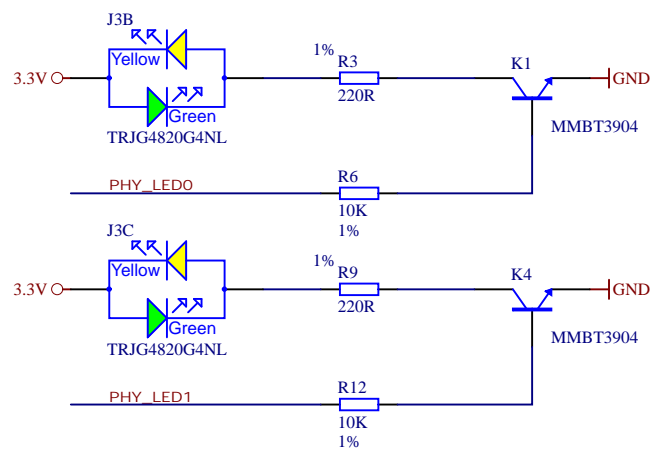 J3B
Yellow
Green
TRJG4820G4NL
3.3V
1%
R3
220R
K1
GND
MMBT3904
PHY_LED0
R6
10K
1%
J3C
Yellow
Green
TRJG4820G4NL
3.3V
1%
R9
220R
K4
GND
MMBT3904
PHY_LED1
R12
10K
1%